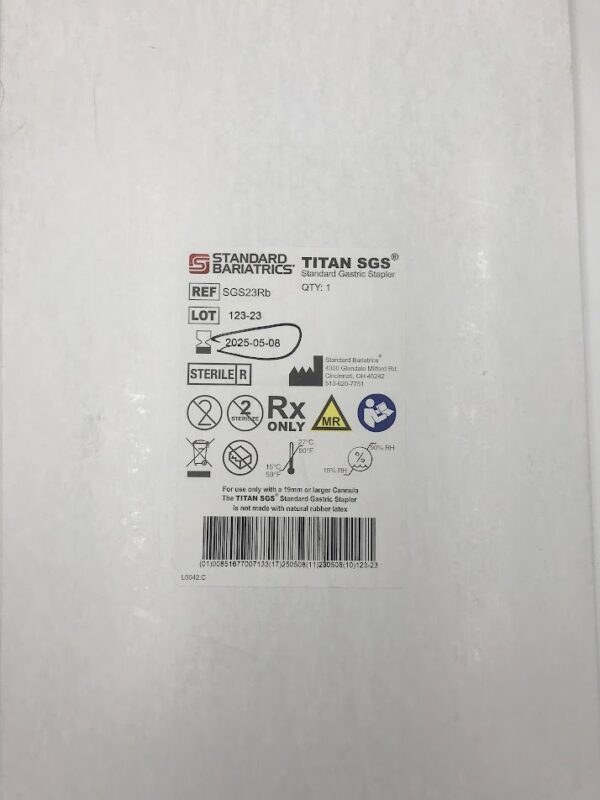 STANDARD BARIATRICS®
TITAN SGS®
Standard Gastric Stapler
REF SGS23Rb
QTY: 1
LOT 123-23
2025-05-08
STERILE R
Standard Bariatrics®
4300 Glendale Milford Rd.
Cincinnati, OH 45242
513-620-7751
2
2 STERILIZE
Rx ONLY
MR
27°C
80°F
15°C
59°F
%
50% RH
15% RH
For use only with a 19mm or larger Cannula
The TITAN SGS® Standard Gastric Stapler
is not made with natural rubber latex
(01)00851677007133(17)250508(11)230508(10)123-23
L0042.C